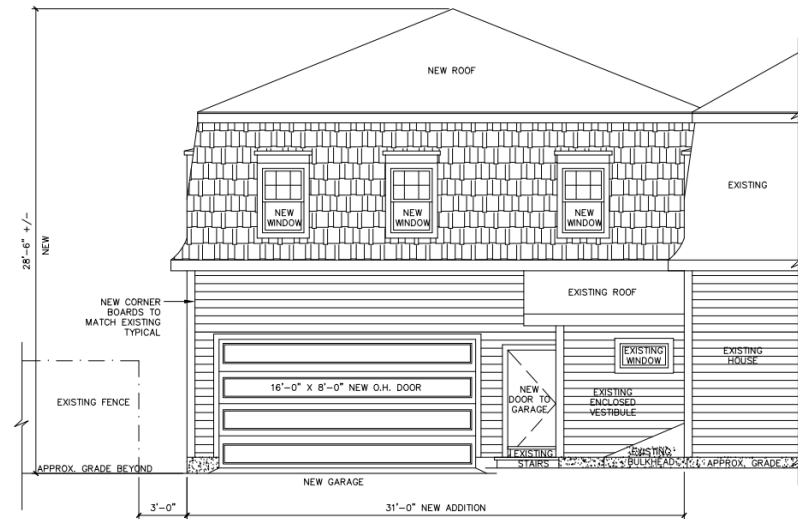 NEW ROOF
EXISTING
NEW
WINDOW
NEW
WINDOW
NEW
WINDOW
28'-6" +/-
NEW
EXISTING ROOF
NEW CORNER
BOARDS TO
MATCH EXISTING
TYPICAL
EXISTING
WINDOW
EXISTING
HOUSE
16'-0" X 8'-0" NEW O.H. DOOR
NEW
DOOR TO
GARAGE
EXISTING
ENCLOSED
VESTIBULE
EXISTING FENCE
EXISTING
STAIRS
EXISTING
BULKHEAD
APPROX. GRADE
APPROX. GRADE BEYOND
NEW GARAGE
3'-0"
31'-0" NEW ADDITION